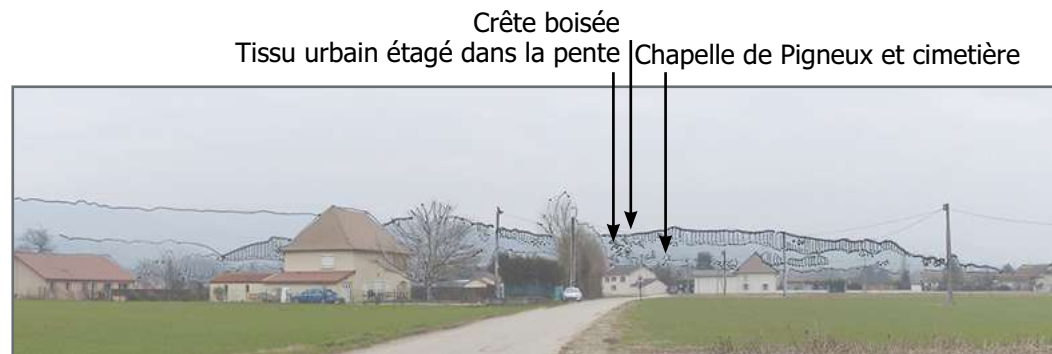 Crête boisée
Tissu urbain étagé dans la pente
Chapelle de Pigneux et cimetière